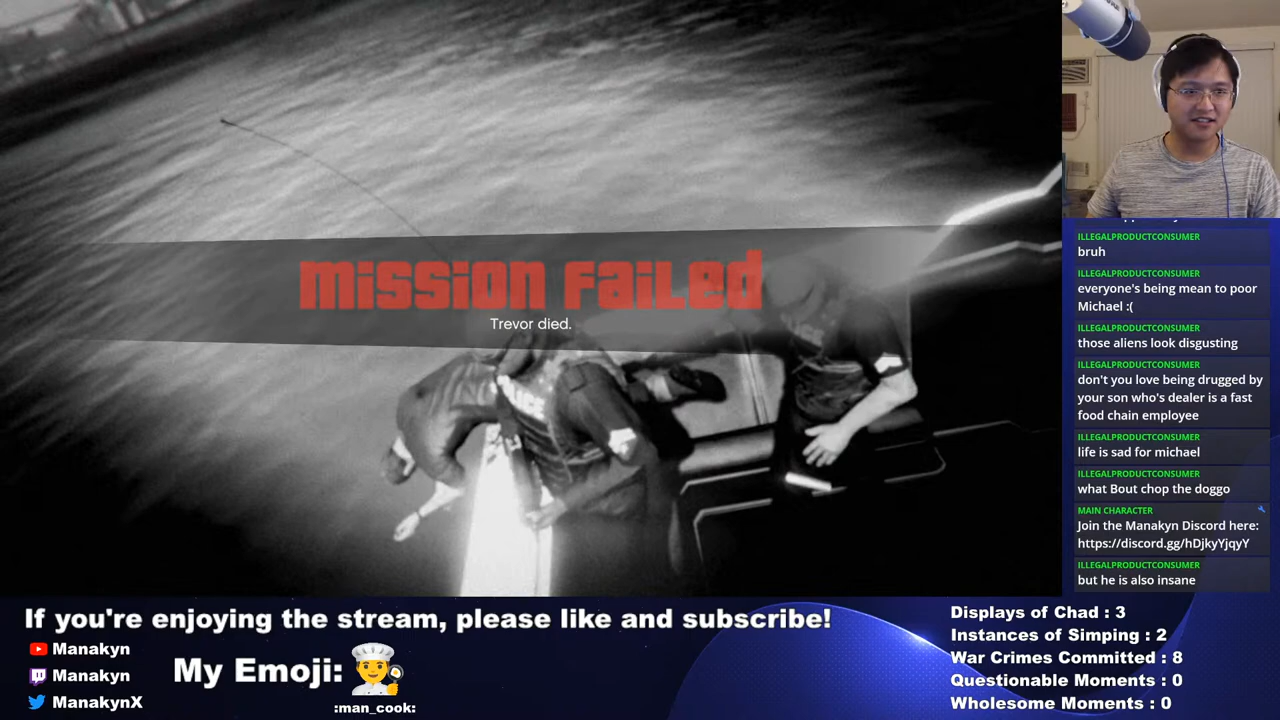 mission failed
Trevor died.
ILLEGALPRODUCTCONSUMER
bruh
ILLEGALPRODUCTCONSUMER
everyone's being mean to poor
Michael :(
ILLEGALPRODUCTCONSUMER
those aliens look disgusting
ILLEGALPRODUCTCONSUMER
don't you love being drugged by
your son who's dealer is a fast
food chain employee
ILLEGALPRODUCTCONSUMER
life is sad for michael
ILLEGALPRODUCTCONSUMER
what Bout chop the doggo
MAIN CHARACTER
Join the Manakyn Discord here:
https://discord.gg/hDjkyYjqyY
ILLEGALPRODUCTCONSUMER
but he is also insane
If you're enjoying the stream, please like and subscribe!
Manakyn
Manakyn
ManakynX
My Emoji:
:man_cook:
Displays of Chad : 3
Instances of Simping : 2
War Crimes Committed : 8
Questionable Moments : 0
Wholesome Moments : 0